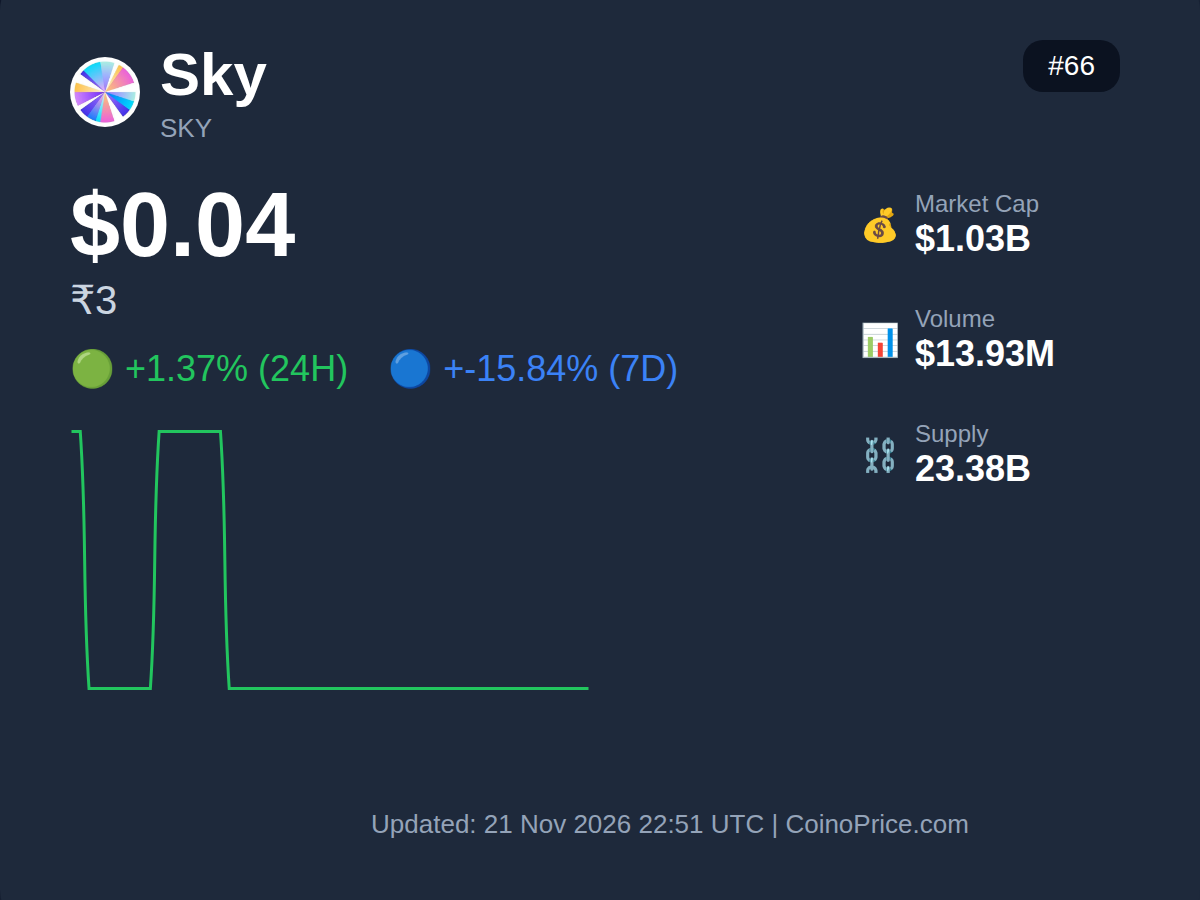 Sky
SKY
#66
$0.04
₹3
+1.37% (24H) +-15.84% (7D)
Market Cap
$1.03B
Volume
$13.93M
Supply
23.38B
Updated: 21 Nov 2026 22:51 UTC | CoinoPrice.com